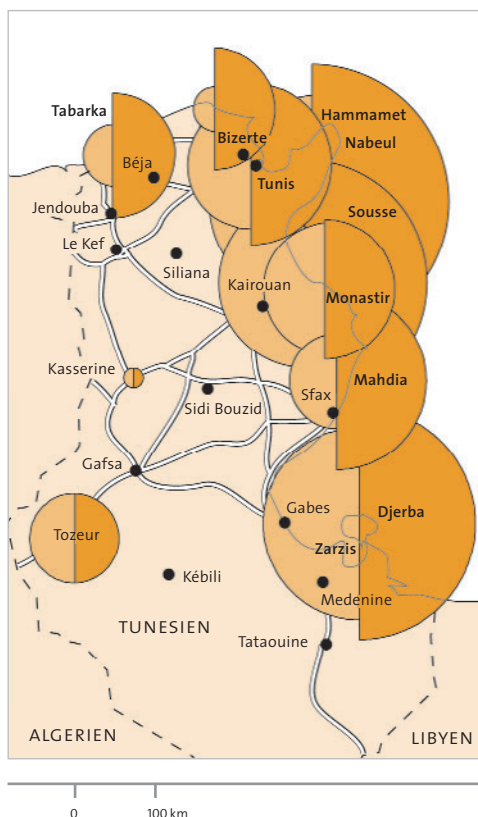 Tabarka
Hammamet
Nabeul
Béja
Bizerte
Tunis
Jendouba
Sousse
Le Kef
Siliana
Kairouan
Monastir
Kasserine
Mahdia
Sfax
Sidi Bouzid
Gafsa
Gabes
Djerba
Tozeur
Zarzis
Kébili
Medenine
TUNESIEN
Tataouine
ALGERIEN
LIBYEN
0
100 km